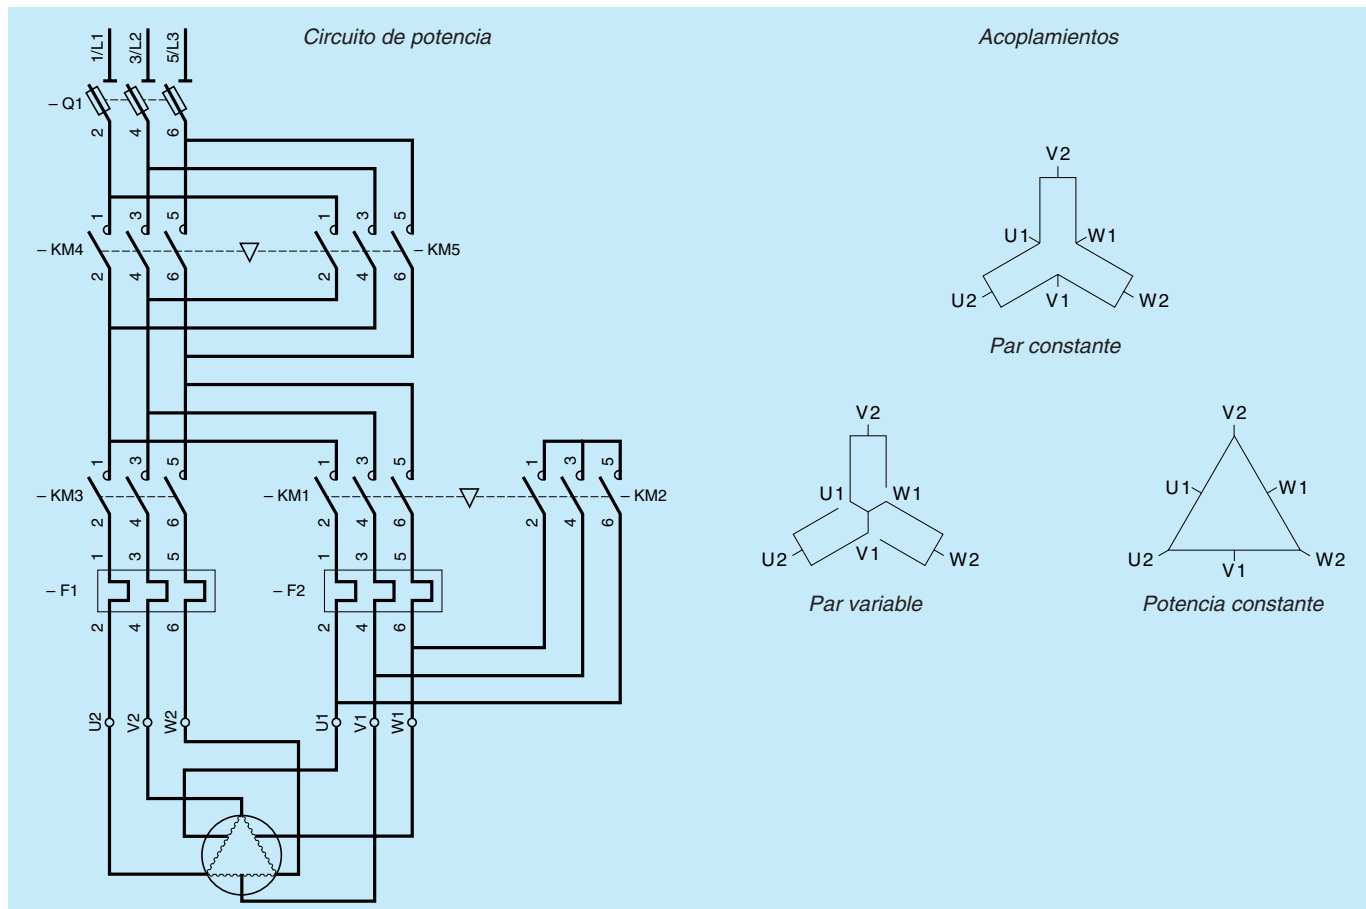 Circuito de potencia
Acoplamientos
1/L1 3/L2 5/L3
– Q1
2 4 6
1 3 5 1 3 5
– KM4 – KM5
2 4 6 2 4 6
1 3 5 1 3 5 1 3 5
– KM3 – KM1 – KM2
2 4 6 2 4 6 2 4 6
1 3 5 1 3 5
– F1 – F2
2 4 6 2 4 6
U2 V2 W2 U1 V1 W1
V2
U1 W1
U2 V1 W2
Par constante
V2
U1 W1
U2 V1 W2
Par variable
V2
U1 W1
U2 V1 W2
Potencia constante